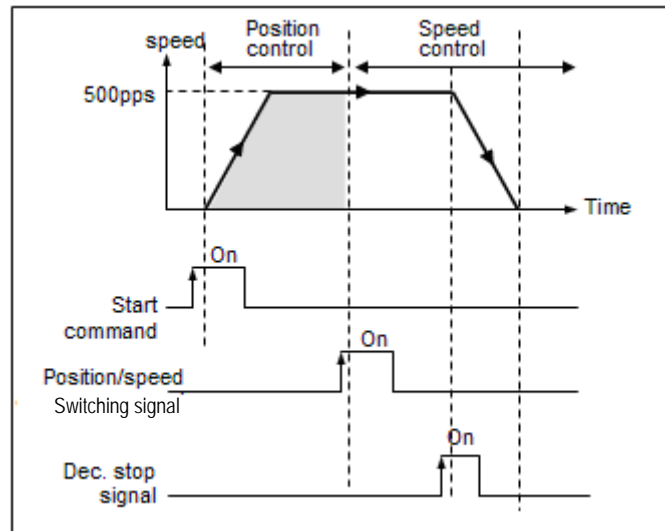 speed
Position
control
Speed
control
500pps
Time
On
Start
command
On
Position/speed
Switching signal
On
Dec. stop
signal